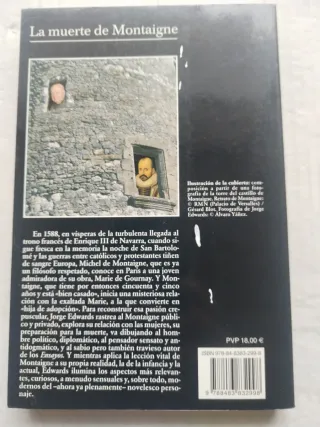 La muerte de Montaigne
Ilustración de la cubierta: com-
posición a partir de una foto-
grafía de la torre del castillo de
Montaigne. Retrato de Montaigne:
© RMN (Palacio de Versalles) /
Gérard Blot. Fotografía de Jorge
Edwards: © Álvaro Yáñez.
En 1588, en vísperas de la turbulenta llegada al
trono francés de Enrique III de Navarra, cuando si-
gue fresca en la memoria la noche de San Bartolo-
mé y las guerras entre católicos y protestantes tiñen
de sangre Europa, Michel de Montaigne, que es ya
un filósofo respetado, conoce en París a una joven
admiradora de su obra, Marie de Gournay. Y Mon-
taigne, que tiene por entonces cincuenta y cinco
años y está «bien casado», inicia una misteriosa rela-
ción con la exaltada Marie, a la que convierte en
«hija de adopción». Para reconstruir esa pasión cre-
puscular, Jorge Edwards rastrea al Montaigne públi-
co y privado, explora su relación con las mujeres, su
preparación para la muerte, va dibujando al hom-
bre político, diplomático, al pensador sensato y an-
tidogmático, y al sabio pero también travieso autor
de los Ensayos. Y mientras aplica la lección vital de
Montaigne a su propia realidad, la de la infancia y la
actual, Edwards ilumina los aspectos más relevan-
tes, curiosos, a menudo sensuales y, sobre todo, mo-
dernos –ahora ya plenamente– novelesco perso-
naje.
PVP 18,00 €